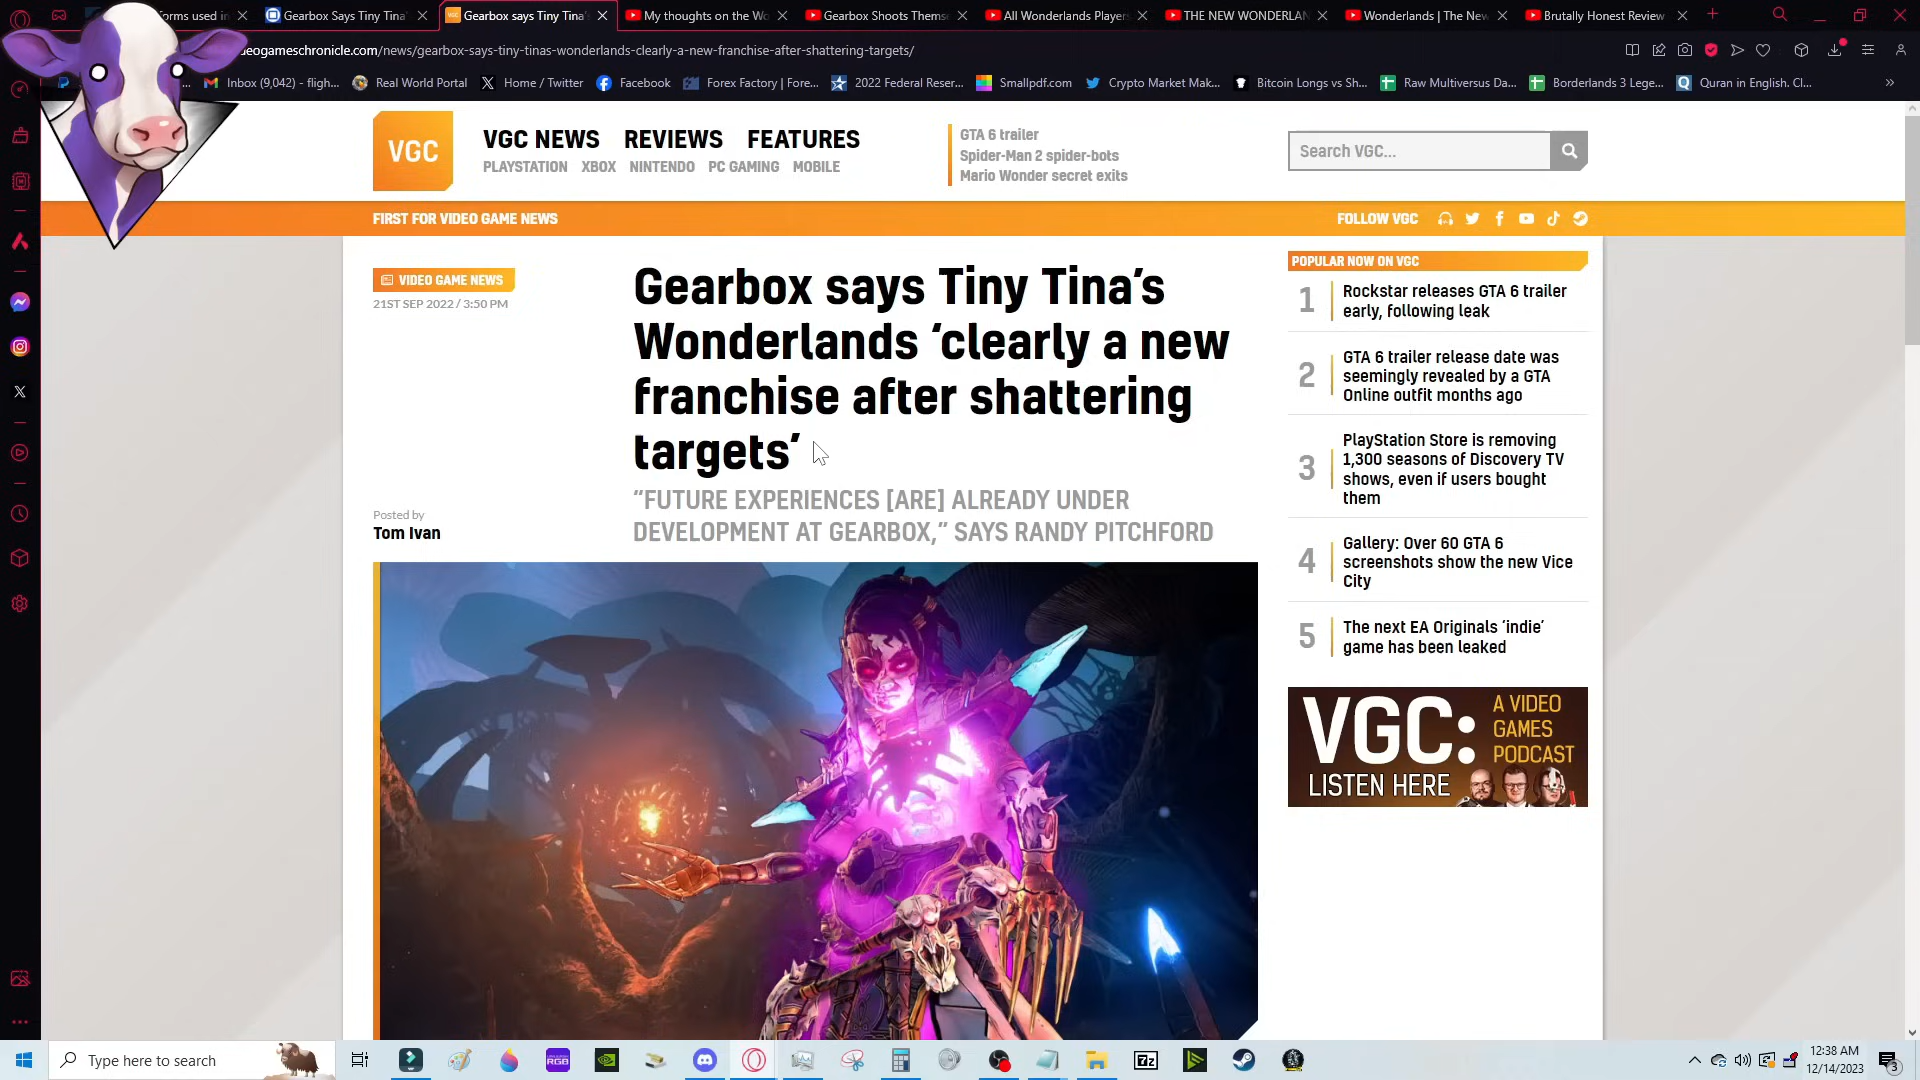 orms used in
Gearbox Says Tiny Tina'
Gearbox says Tiny Tina's
My thoughts on the Wo
Gearbox Shoots Themse
All Wonderlands Players
THE NEW WONDERLAN
Wonderlands | The New
Brutally Honest Review
eogameschronicle.com/news/gearbox-says-tiny-tinas-wonderlands-clearly-a-new-franchise-after-shattering-targets/
Inbox (9,042) – fligh...
Real World Portal
Home / Twitter
Facebook
Forex Factory | Fore...
2022 Federal Reser...
Smallpdf.com
Crypto Market Mak...
Bitcoin Longs vs Sh...
Raw Multiversus Da...
Borderlands 3 Lege...
Quran in English. Cl...
VGC
VGC NEWS REVIEWS FEATURES
PLAYSTATION XBOX NINTENDO PC GAMING MOBILE
GTA 6 trailer
Spider-Man 2 spider-bots
Mario Wonder secret exits
Search VGC...
FIRST FOR VIDEO GAME NEWS
FOLLOW VGC
VIDEO GAME NEWS
21ST SEP 2022 / 3:50 PM
Gearbox says Tiny Tina's
Wonderlands 'clearly a new
franchise after shattering
targets'
"FUTURE EXPERIENCES [ARE] ALREADY UNDER
DEVELOPMENT AT GEARBOX," SAYS RANDY PITCHFORD
Posted by
Tom Ivan
POPULAR NOW ON VGC
1
Rockstar releases GTA 6 trailer
early, following leak
2
GTA 6 trailer release date was
seemingly revealed by a GTA
Online outfit months ago
3
PlayStation Store is removing
1,300 seasons of Discovery TV
shows, even if users bought
them
4
Gallery: Over 60 GTA 6
screenshots show the new Vice
City
5
The next EA Originals 'indie'
game has been leaked
VGC:
A VIDEO
GAMES
PODCAST
LISTEN HERE
Type here to search
RGB
7z
12:38 AM
12/14/2023
3